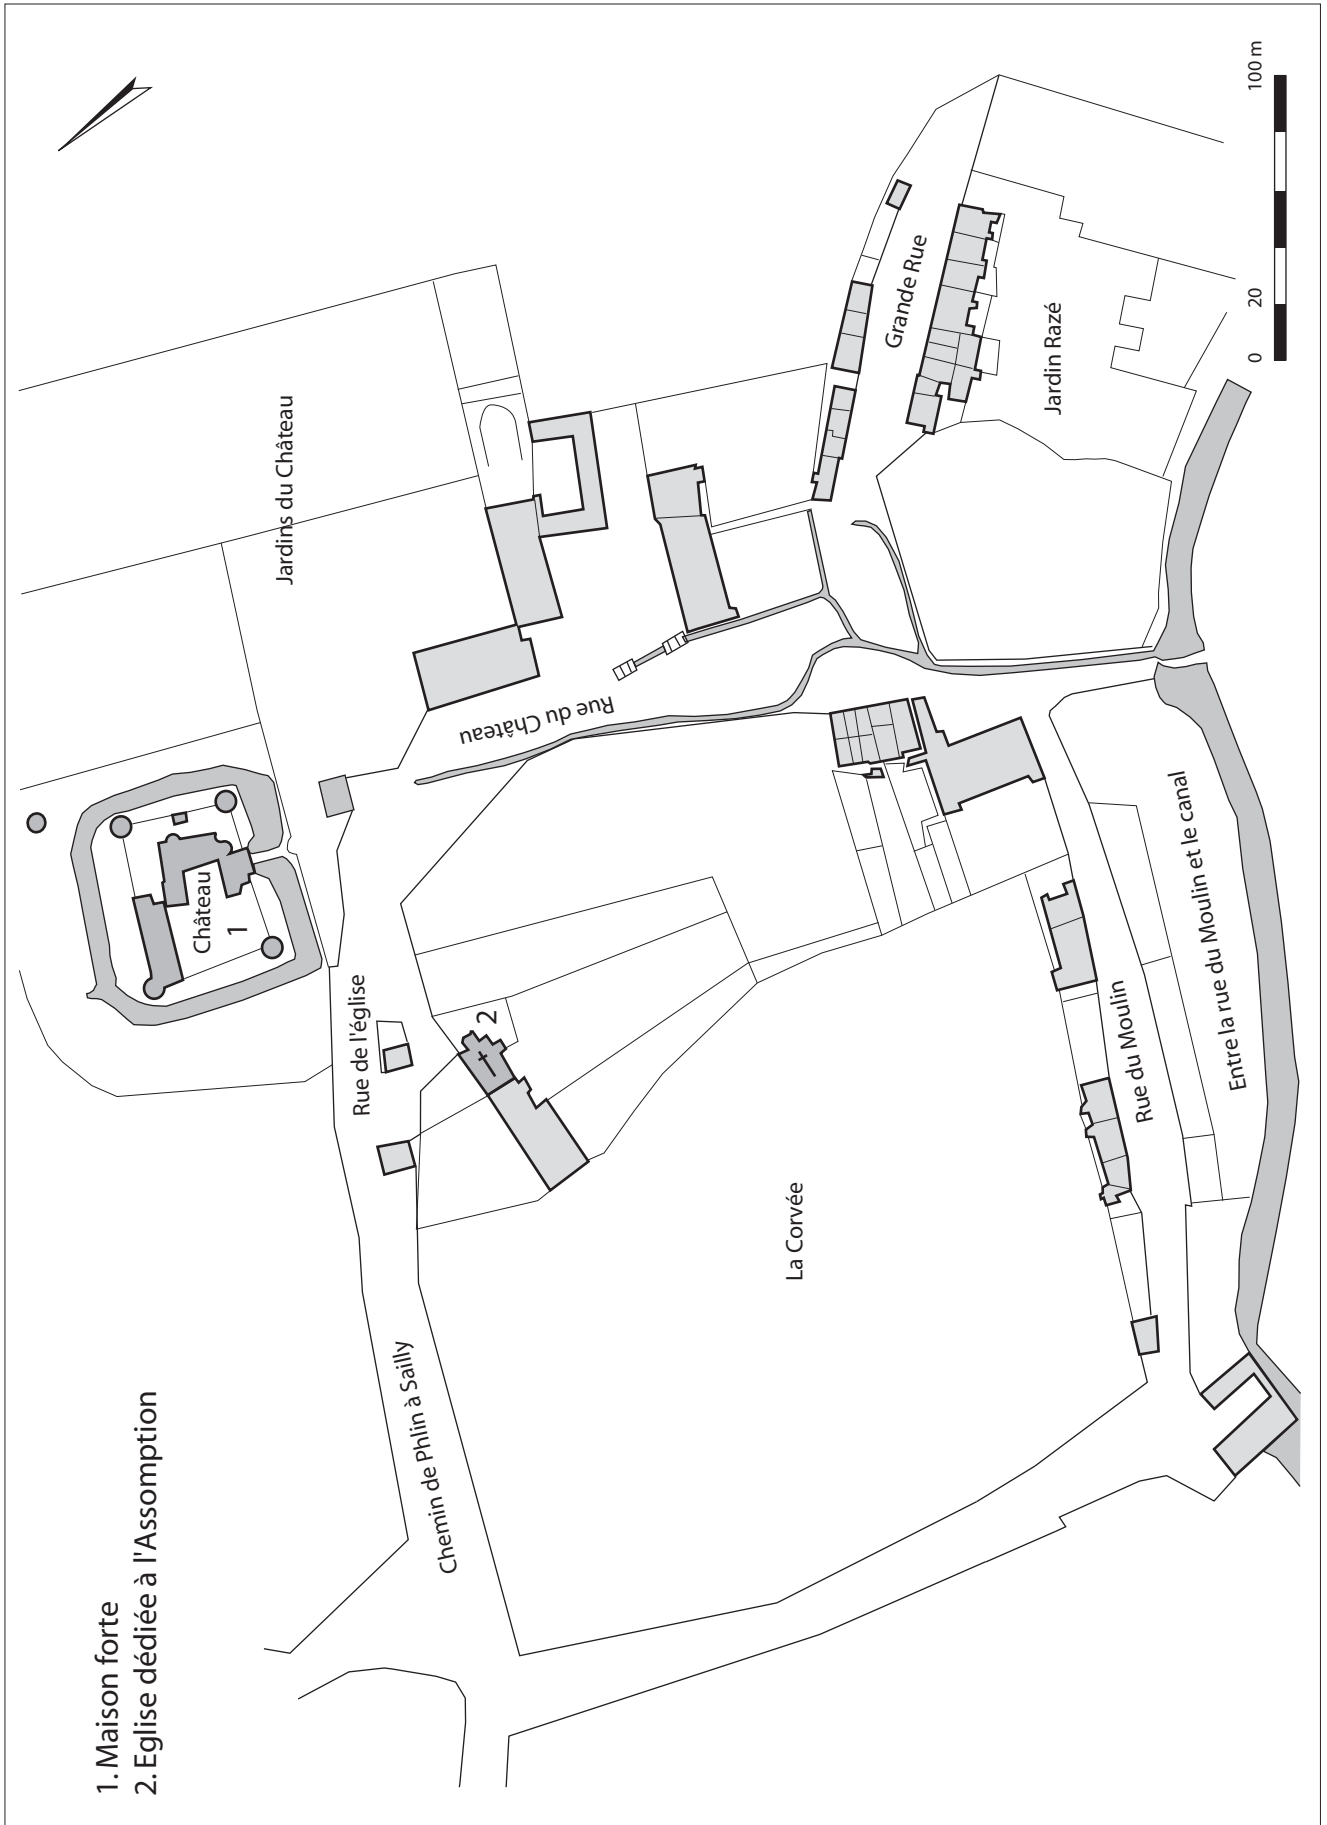 1. Maison forte
2. Eglise dédiée à l'Assomption
Chemin de Phlin à Sailly
Rue de l'église
Château
1
2
Jardins du Château
Rue du Château
La Corvée
Grande Rue
Jardin Razé
Rue du Moulin
Entre la rue du Moulin et le canal
0 20 100 m